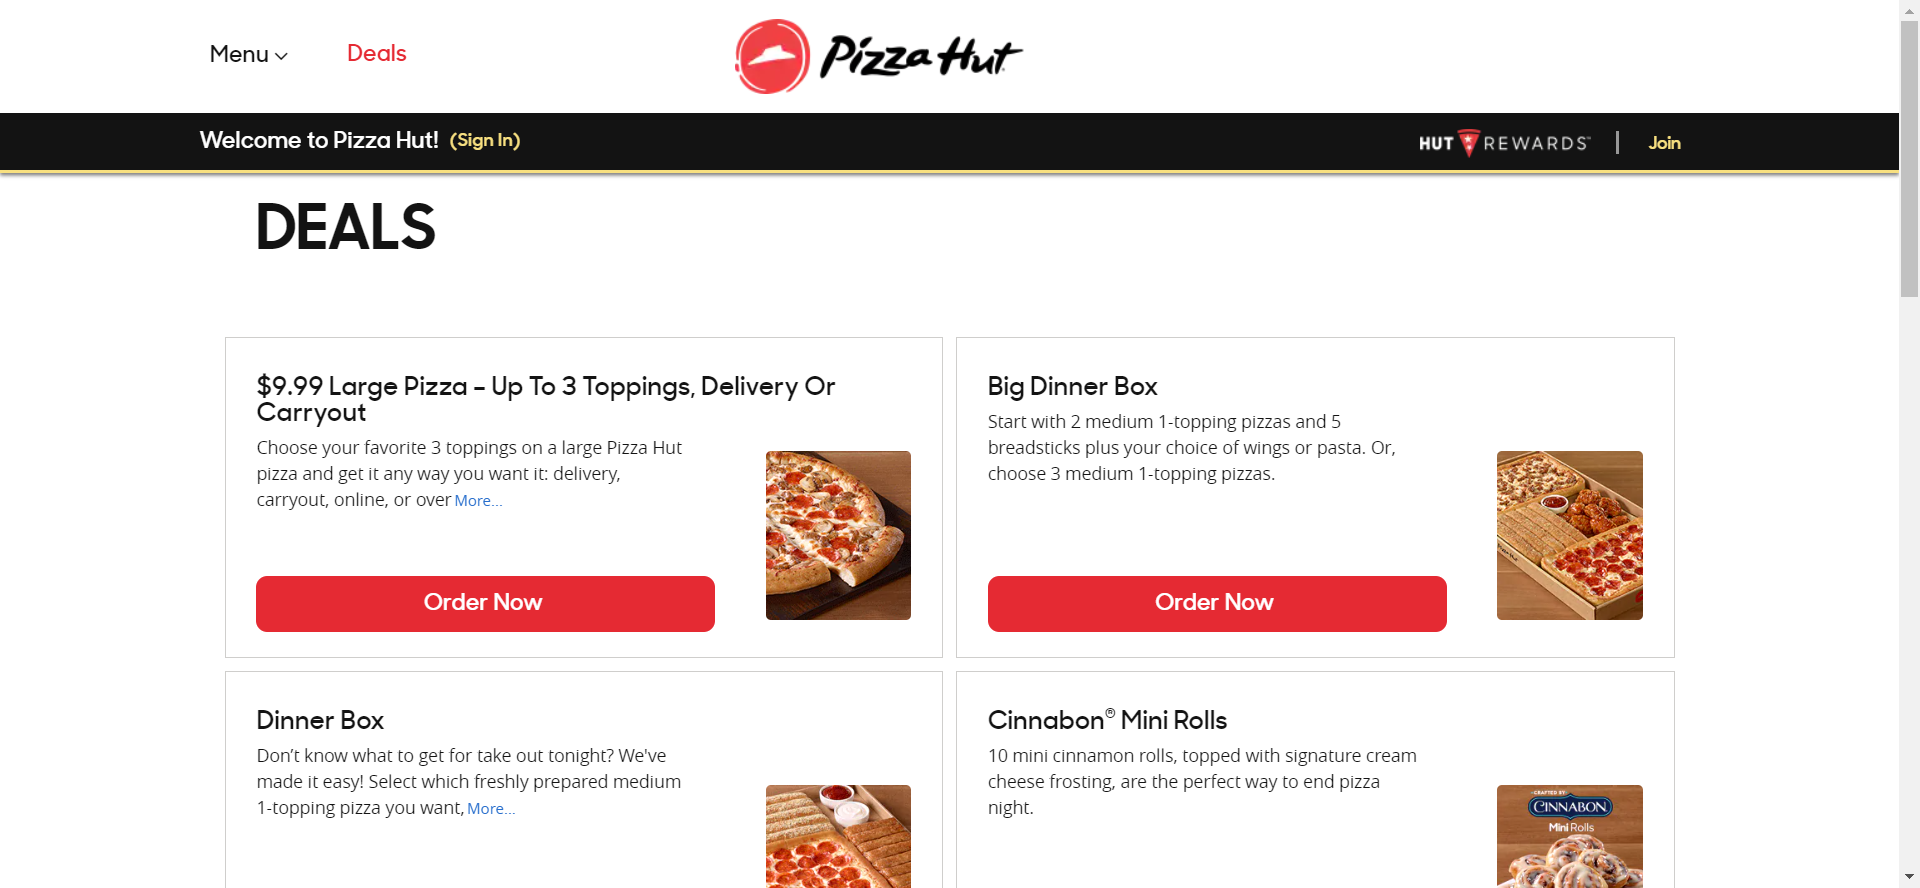 Menu
Deals
Pizza Hut
Welcome to Pizza Hut! (Sign In)
HUT REWARDS™ | Join
DEALS
$9.99 Large Pizza – Up To 3 Toppings, Delivery Or
Carryout
Choose your favorite 3 toppings on a large Pizza Hut
pizza and get it any way you want it: delivery,
carryout, online, or over More...
Order Now
Big Dinner Box
Start with 2 medium 1-topping pizzas and 5
breadsticks plus your choice of wings or pasta. Or,
choose 3 medium 1-topping pizzas.
Order Now
Dinner Box
Don’t know what to get for take out tonight? We've
made it easy! Select which freshly prepared medium
1-topping pizza you want, More...
Cinnabon® Mini Rolls
10 mini cinnamon rolls, topped with signature cream
cheese frosting, are the perfect way to end pizza
night.
CRAFTED BY
CINNABON
Mini Rolls